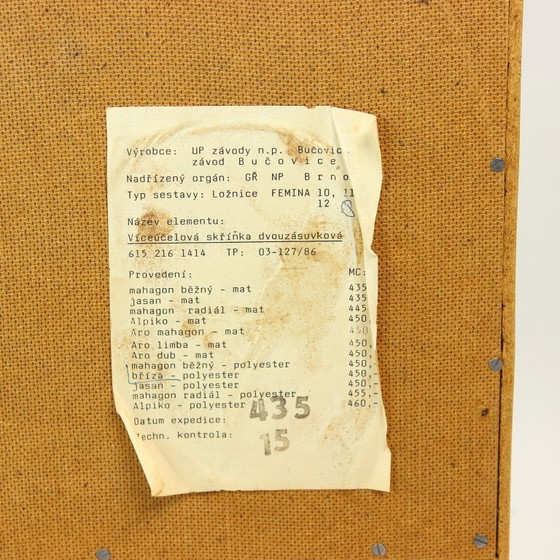 Výrobce: UP závody n.p. Bučovic
závod Bučovice
Nadřízený orgán: GŘ NP Brno
Typ sestavy: Ložnice FEMINA 10, 11
12
Název elementu:
Víceúčelová skříňka dvouzásuvková
615 216 1414 TP: 03-127/86
Provedení: MC:
mahagon běžný - mat 435
jasan - mat 435
mahagon radiál - mat 445
Alpiko - mat 450,
Aro mahagon - mat 450
Aro limba - mat 450,
Aro dub - mat 450,
mahagon běžný - polyester 450,
bříza - polyester 450,
jasan - polyester 450,-
mahagon radiál - polyester 455,-
Alpiko - polyester 460,-
435
Datum expedice:
Techn. kontrola:
15